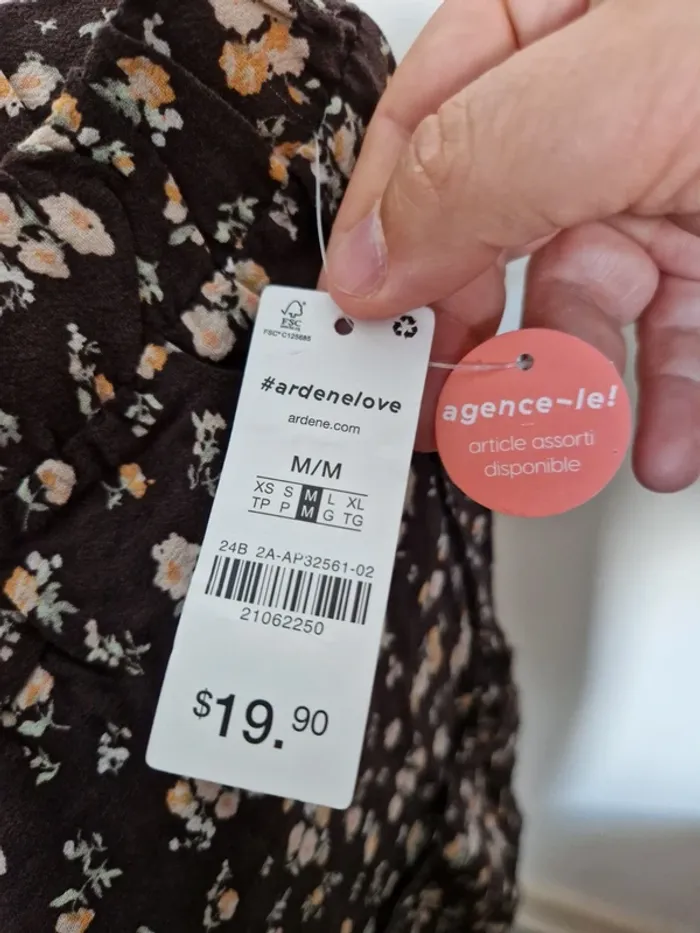 FSC
FSC® C125685
#ardenelove
ardene.com
M/M
XS S M L XL
TP P M G TG
24B 2A-AP32561-02
21062250
$19.90
agence-le!
article assorti
disponible